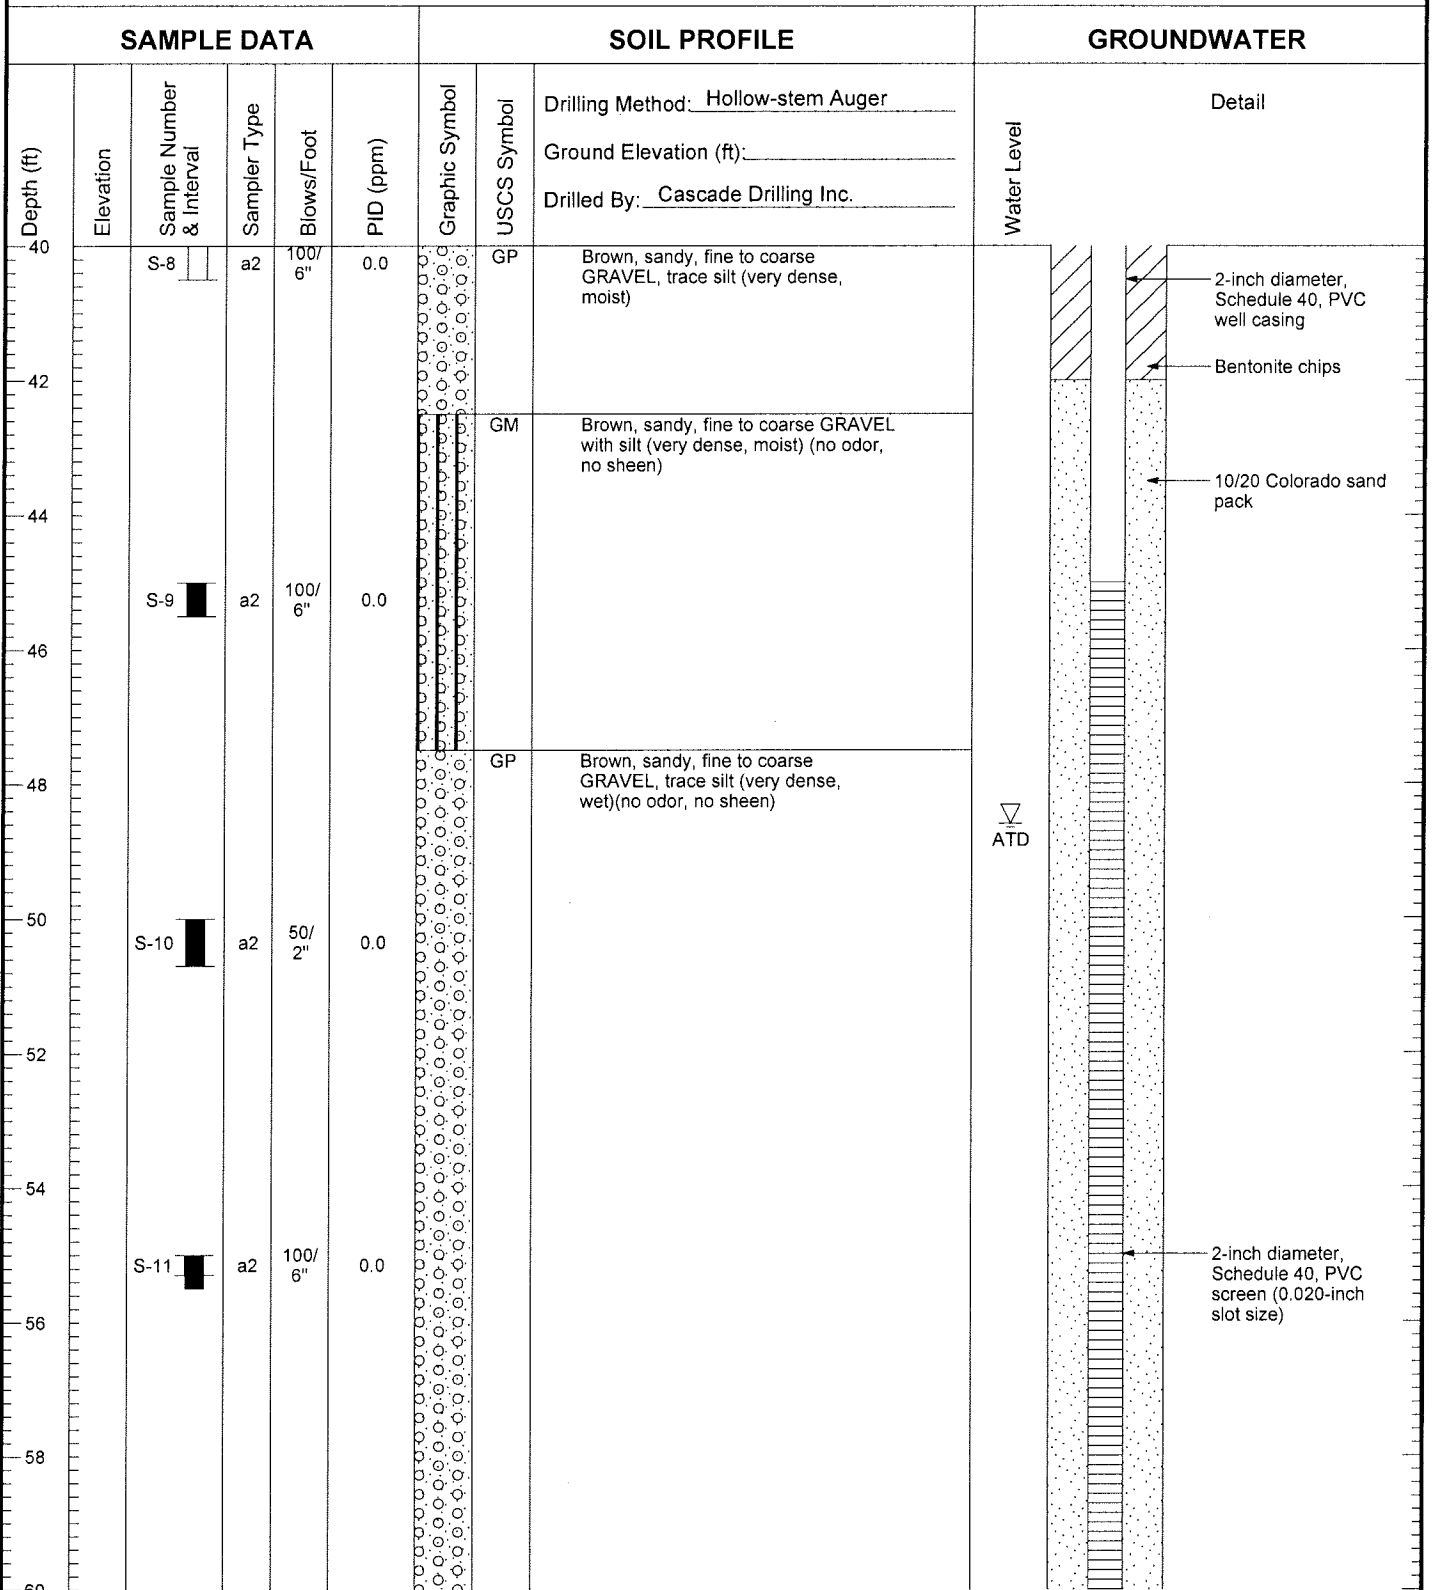 SAMPLE DATA
SOIL PROFILE
GROUNDWATER
Depth (ft)
Elevation
Sample Number
& Interval
Sampler Type
Blows/Foot
PID (ppm)
Graphic Symbol
USCS Symbol
Drilling Method: Hollow-stem Auger
Ground Elevation (ft):
Drilled By: Cascade Drilling Inc.
Water Level
Detail
40
S-8
a2
100/
6"
0.0
GP
Brown, sandy, fine to coarse
GRAVEL, trace silt (very dense,
moist)
2-inch diameter,
Schedule 40, PVC
well casing
Bentonite chips
42
GM
Brown, sandy, fine to coarse GRAVEL
with silt (very dense, moist) (no odor,
no sheen)
10/20 Colorado sand
pack
44
S-9
a2
100/
6"
0.0
46
GP
Brown, sandy, fine to coarse
GRAVEL, trace silt (very dense,
wet)(no odor, no sheen)
48
ATD
50
S-10
a2
50/
2"
0.0
52
54
S-11
a2
100/
6"
0.0
2-inch diameter,
Schedule 40, PVC
screen (0.020-inch
slot size)
56
58
60